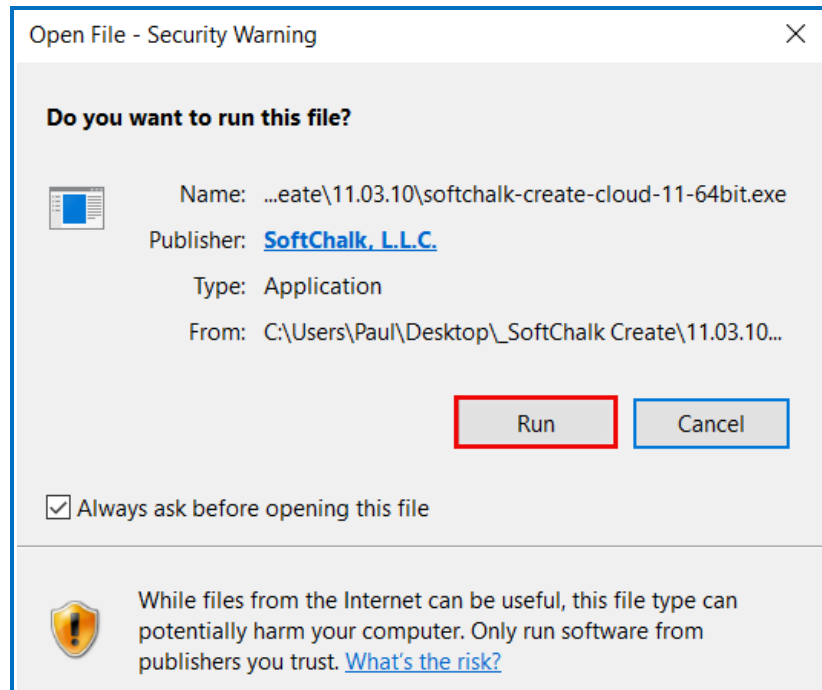 Open File - Security Warning
Do you want to run this file?
Name: ...eate\11.03.10\softchalk-create-cloud-11-64bit.exe
Publisher: SoftChalk, L.L.C.
Type: Application
From: C:\Users\Paul\Desktop\_SoftChalk Create\11.03.10...
Run Cancel
Always ask before opening this file
While files from the Internet can be useful, this file type can
potentially harm your computer. Only run software from
publishers you trust. What's the risk?